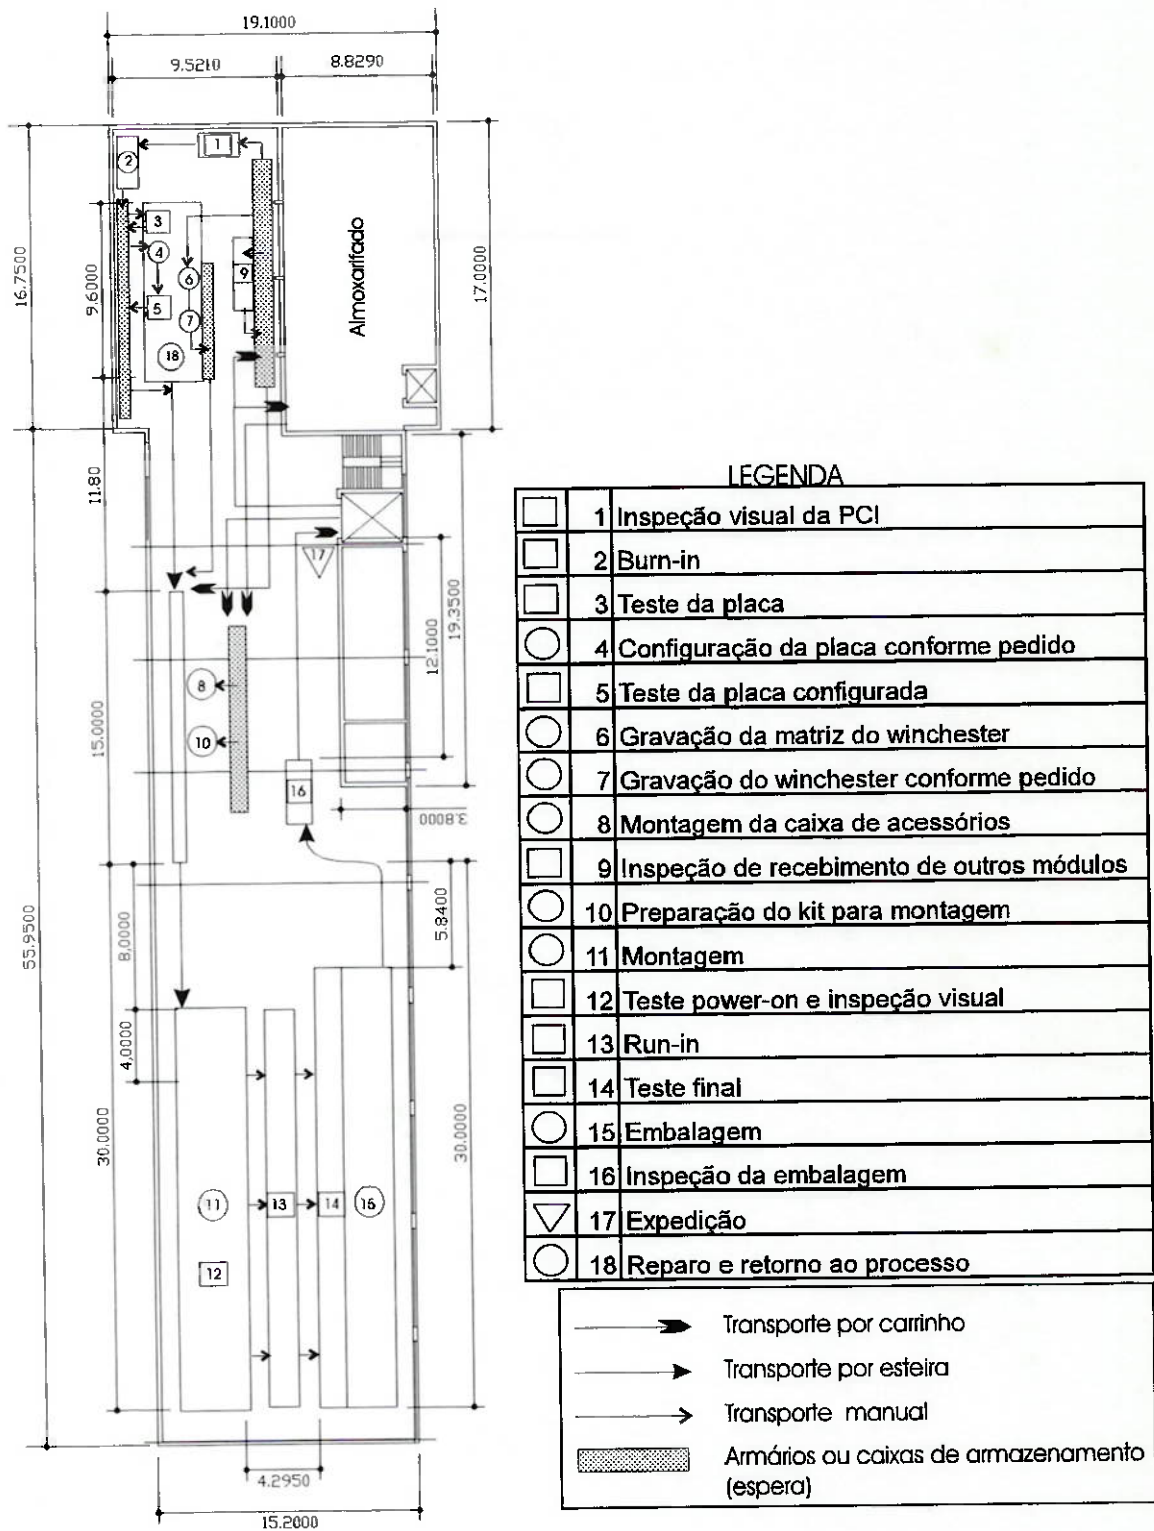 19.1000
9.5210
8.8290
16.7500
9.6000
17.0000
Almoxarifado
1
2
3
4
5
6
7
9
18
11.80
55.9500
15.0000
17
19.3500
12.1000
8
10
16
3.8000
8,0000
5.8400
4,0000
30.0000
30.0000
11
13
14
15
12
4.2950
15.2000
LEGENDA
1 Inspeção visual da PCI
2 Burn-in
3 Teste da placa
4 Configuração da placa conforme pedido
5 Teste da placa configurada
6 Gravação da matriz do winchester
7 Gravação do winchester conforme pedido
8 Montagem da caixa de acessórios
9 Inspeção de recebimento de outros módulos
10 Preparação do kit para montagem
11 Montagem
12 Teste power-on e inspeção visual
13 Run-in
14 Teste final
15 Embalagem
16 Inspeção da embalagem
17 Expedição
18 Reparo e retorno ao processo
Transporte por carrinho
Transporte por esteira
Transporte manual
Armários ou caixas de armazenamento
(espera)